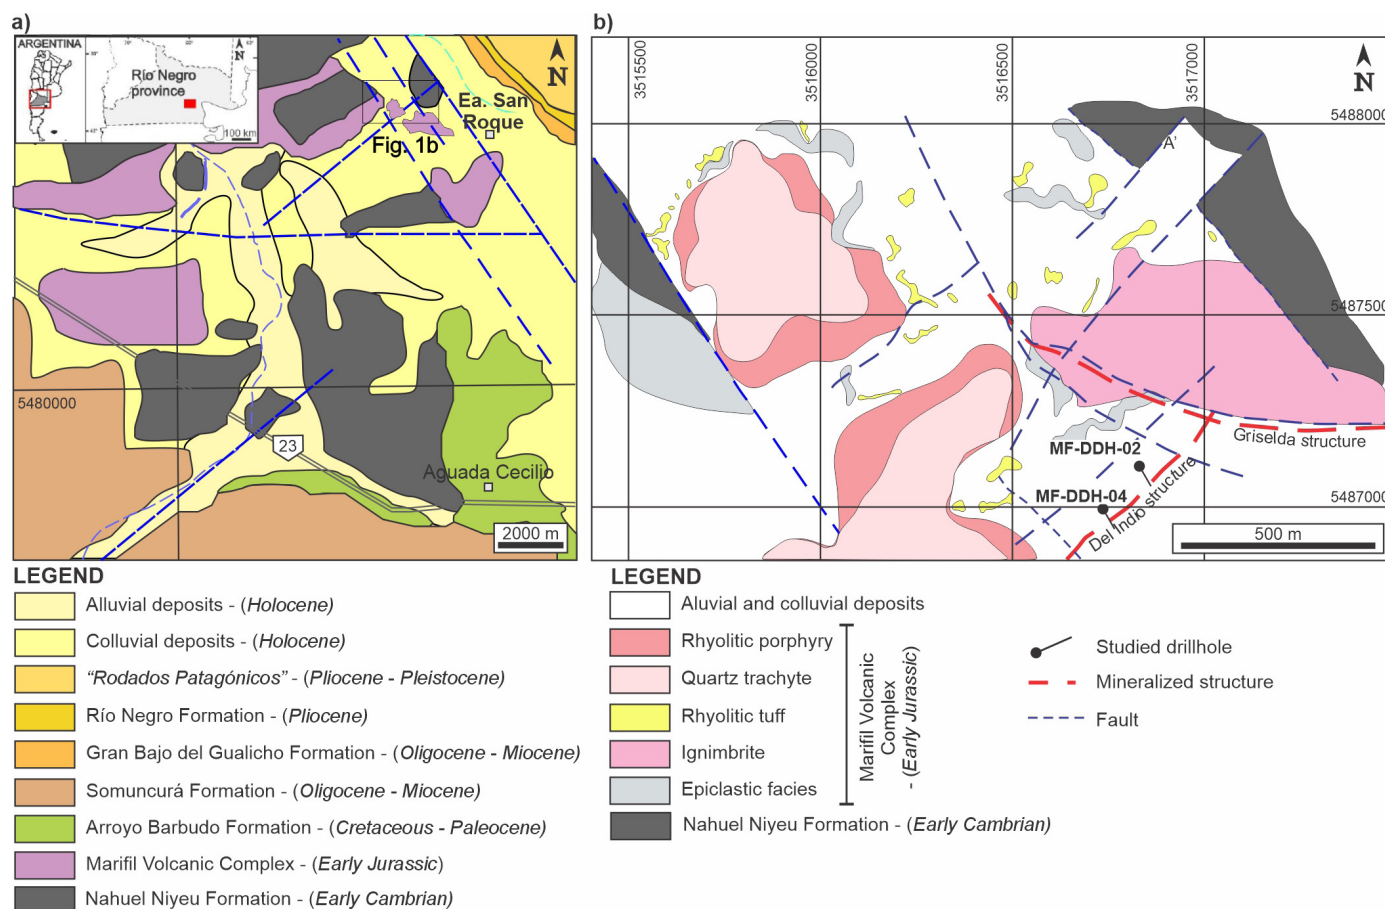 a)
ARGENTINA
N
Río Negro
province
100 km
N
Ea. San
Roque
Fig. 1b
5480000
23
Aguada Cecilio
2000 m
LEGEND
Alluvial deposits - (Holocene)
Colluvial deposits - (Holocene)
“Rodados Patagónicos” - (Pliocene - Pleistocene)
Río Negro Formation - (Pliocene)
Gran Bajo del Gualicho Formation - (Oligocene - Miocene)
Somuncurá Formation - (Oligocene - Miocene)
Arroyo Barbudo Formation - (Cretaceous - Paleocene)
Marifil Volcanic Complex - (Early Jurassic)
Nahuel Niyeu Formation - (Early Cambrian)
b)
3515500
3516000
3516500
3517000
N
5488000
A'
5487500
Griselda structure
MF-DDH-02
MF-DDH-04
Del Indio structure
5487000
500 m
LEGEND
Aluvial and colluvial deposits
Rhyolitic porphyry
Quartz trachyte
Rhyolitic tuff
Ignimbrite
Epiclastic facies
Nahuel Niyeu Formation - (Early Cambrian)
Marifil Volcanic
Complex
- (Early Jurassic)
Studied drillhole
Mineralized structure
Fault